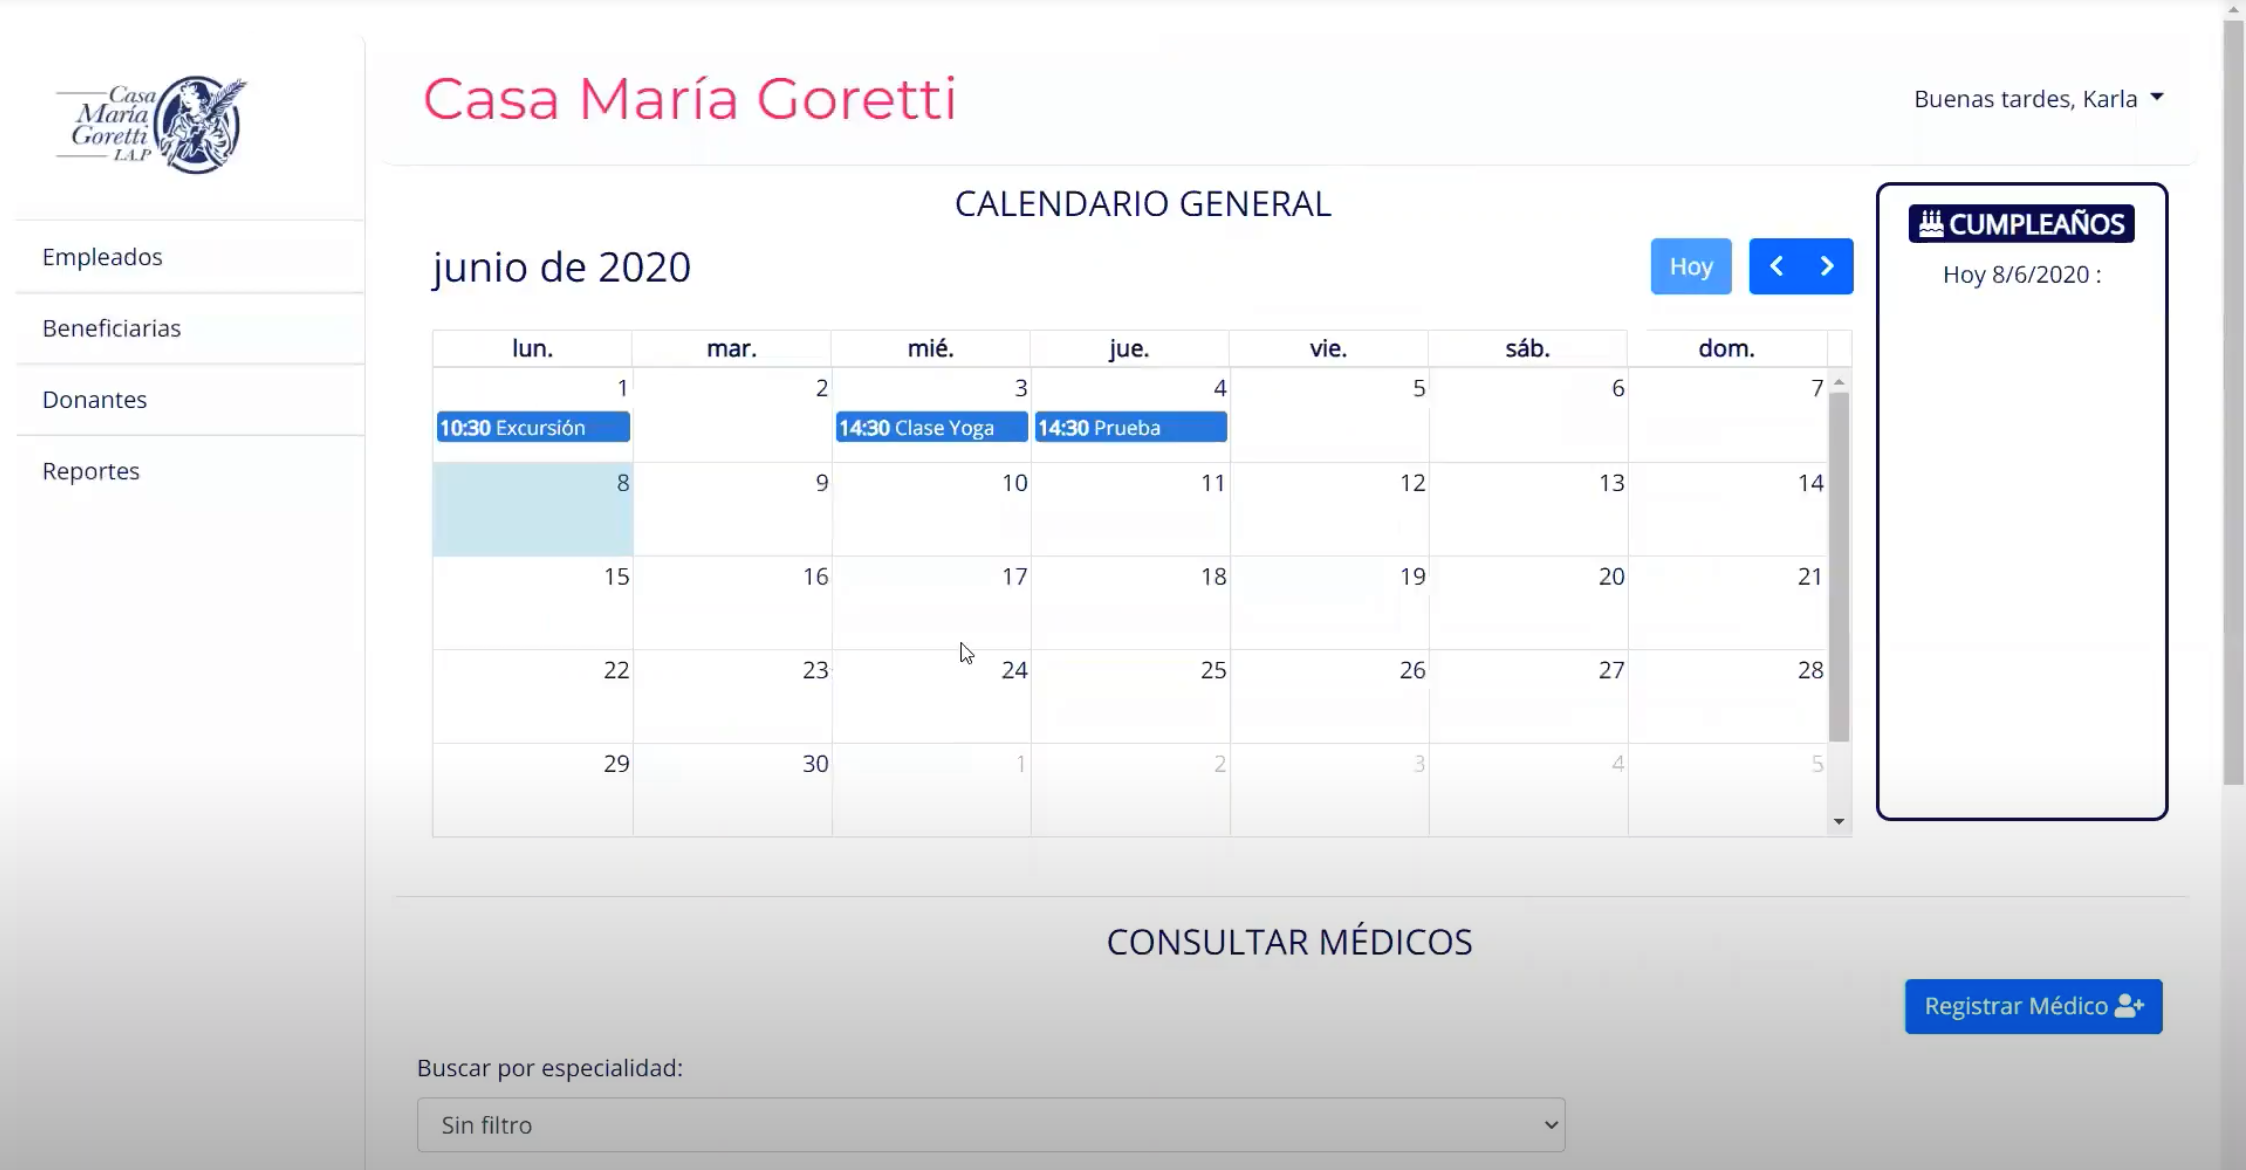 Casa
María
Goretti
I.A.P
Casa María Goretti
Buenas tardes, Karla
Empleados
Beneficiarias
Donantes
Reportes
CALENDARIO GENERAL
junio de 2020
Hoy
lun. mar. mié. jue. vie. sáb. dom.
1 2 3 4 5 6 7
10:30 Excursión 14:30 Clase Yoga 14:30 Prueba
8 9 10 11 12 13 14
15 16 17 18 19 20 21
22 23 24 25 26 27 28
29 30 1 2 3 4 5
CUMPLEAÑOS
Hoy 8/6/2020 :
CONSULTAR MÉDICOS
Registrar Médico
Buscar por especialidad:
Sin filtro